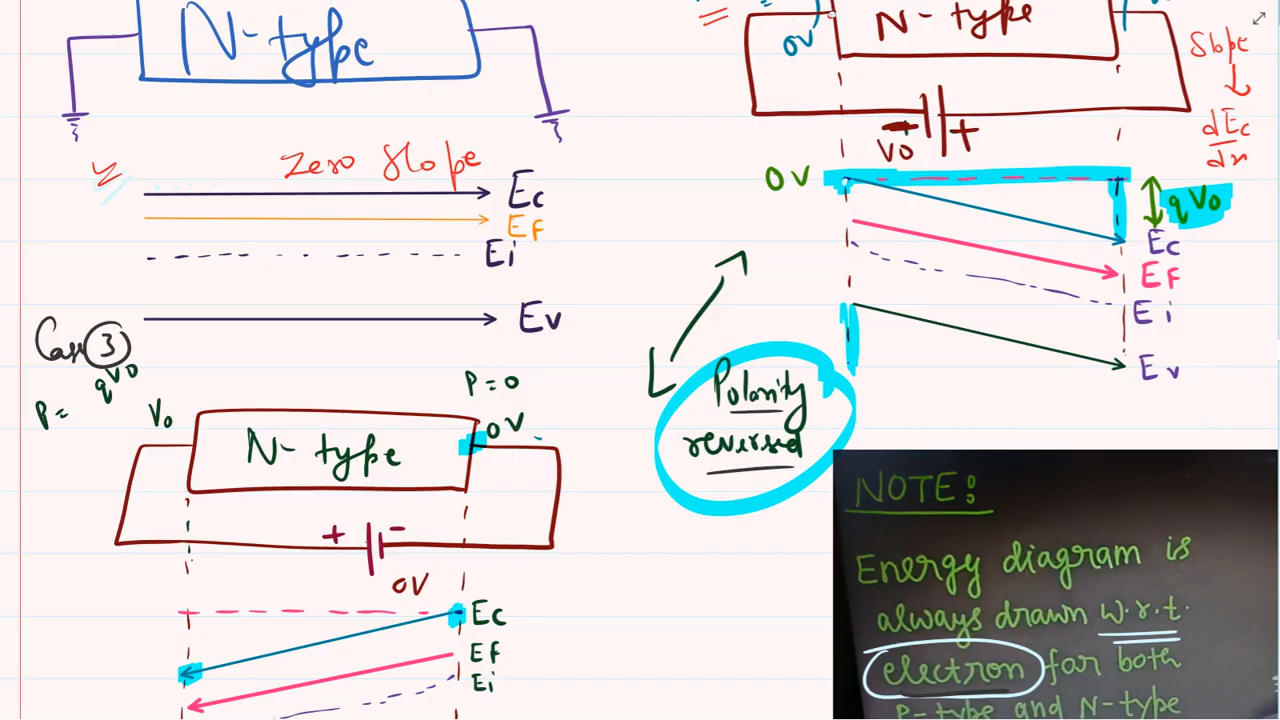 N-type
Zero Slope
Ec
Ef
Ei
Ev
0V
N-type
Slope
dEc
dx
- +
V0
0V
qV0
Ec
Ef
Ei
Ev
Polarity
reversed
Case 3
qV0
P =
V0
P = 0
0V
N-type
+ -
0V
Ec
Ef
Ei
NOTE:
Energy diagram is
always drawn w.r.t.
electron for both
P-type and N-type